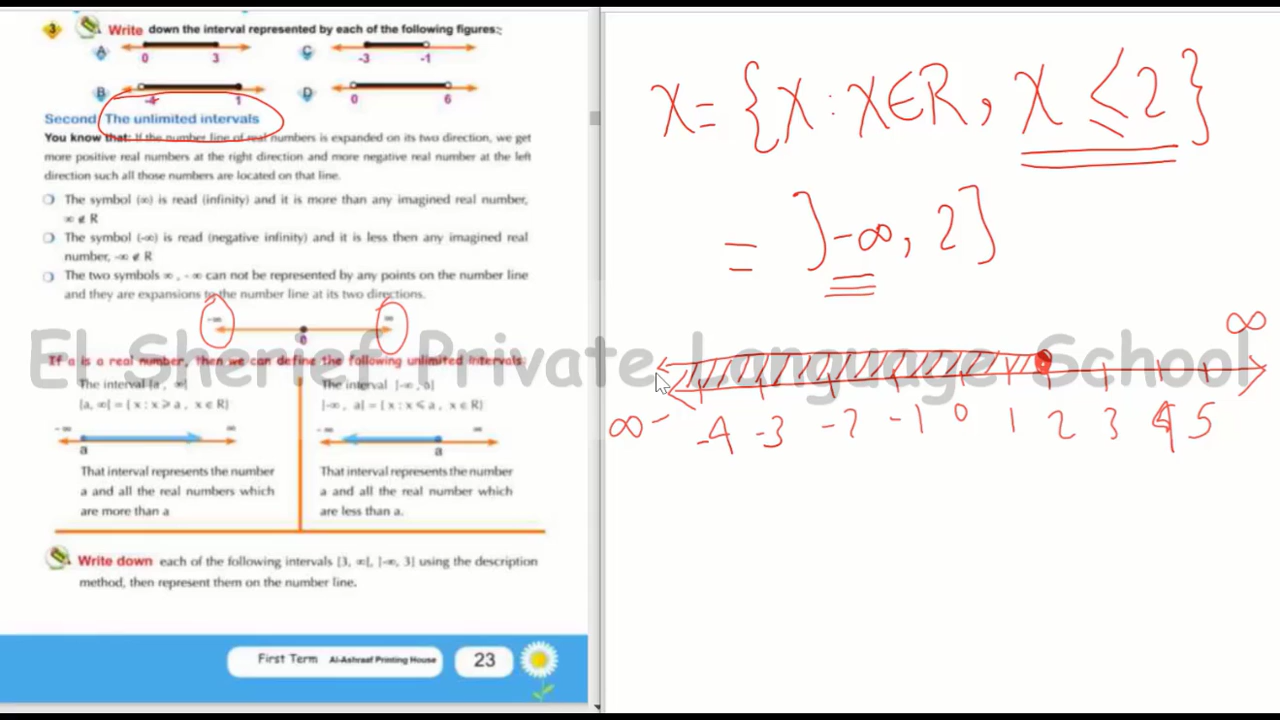 3 Write down the interval represented by each of the following figures:
A 0 3 C -3 -1
B -4 1 D 0 6
Second The unlimited intervals
You know that: If the number line of real numbers is expanded on its two direction, we get
more positive real numbers at the right direction and more negative real number at the left
direction such all those numbers are located on that line.
The symbol (∞) is read (infinity) and it is more than any imagined real number,
∞ ∉ R
The symbol (-∞) is read (negative infinity) and it is less then any imagined real
number, -∞ ∉ R
The two symbols ∞ , - ∞ can not be represented by any points on the number line
and they are expansions to the number line at its two directions.
-∞ 0 ∞
If a is a real number, then we can define the following unlimited intervals:
The interval [a , ∞[
[a, ∞[ = { x : x ⩾ a , x ∈ R}
- ∞ ∞
a
That interval represents the number
a and all the real numbers which
are more than a
The interval ]-∞ , a]
]-∞ , a] = { x : x ⩽ a , x ∈ R}
- ∞ ∞
a
That interval represents the number
a and all the real number which
are less than a.
Write down each of the following intervals [3, ∞[, ]-∞, 3] using the description
method, then represent them on the number line.
First Term Al-Ashraaf Printing House 23
X = {X : X ∈ R, X ≤ 2}
= ]-∞, 2]
∞
∞ - -4 -3 -2 -1 0 1 2 3 4 5
El Sherief Private Language School